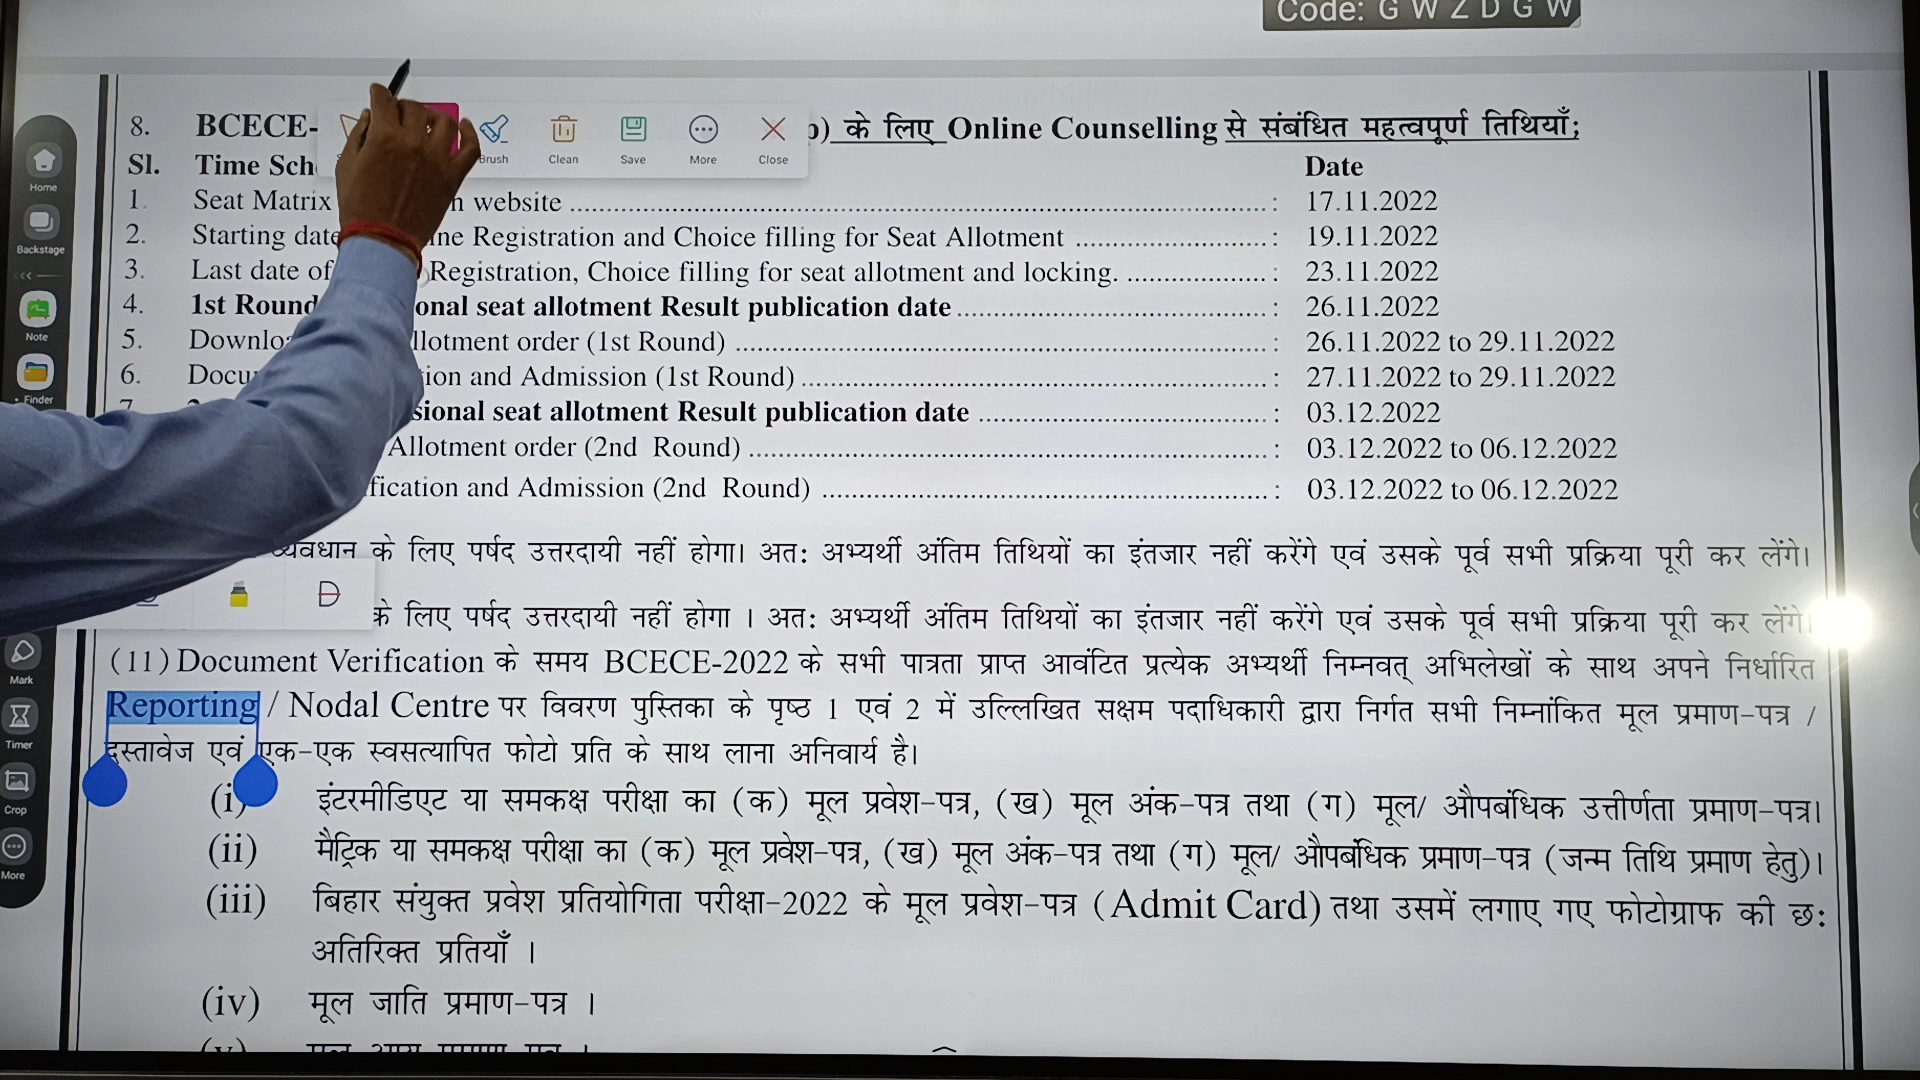 Code: G W Z D G W
8. BCECE- के लिए Online Counselling से संबंधित महत्वपूर्ण तिथियाँ;
Brush Clean Save More Close
Sl. Time Sch Date
1. Seat Matrix website : 17.11.2022
2. Starting date Registration and Choice filling for Seat Allotment : 19.11.2022
3. Last date of Registration, Choice filling for seat allotment and locking. : 23.11.2022
4. 1st Round onal seat allotment Result publication date : 26.11.2022
5. Downlo llotment order (1st Round) : 26.11.2022 to 29.11.2022
6. Docu ion and Admission (1st Round) : 27.11.2022 to 29.11.2022
sional seat allotment Result publication date : 03.12.2022
Allotment order (2nd Round) : 03.12.2022 to 06.12.2022
fication and Admission (2nd Round) : 03.12.2022 to 06.12.2022
व्यवधान के लिए पर्षद उत्तरदायी नहीं होगा। अतः अभ्यर्थी अंतिम तिथियों का इंतजार नहीं करेंगे एवं उसके पूर्व सभी प्रक्रिया पूरी कर लेंगे।
के लिए पर्षद उत्तरदायी नहीं होगा । अतः अभ्यर्थी अंतिम तिथियों का इंतजार नहीं करेंगे एवं उसके पूर्व सभी प्रक्रिया पूरी कर लेंगे।
(11) Document Verification के समय BCECE-2022 के सभी पात्रता प्राप्त आवंटित प्रत्येक अभ्यर्थी निम्नवत् अभिलेखों के साथ अपने निर्धारित
Reporting / Nodal Centre पर विवरण पुस्तिका के पृष्ठ 1 एवं 2 में उल्लिखित सक्षम पदाधिकारी द्वारा निर्गत सभी निम्नांकित मूल प्रमाण-पत्र /
दस्तावेज एवं एक-एक स्वसत्यापित फोटो प्रति के साथ लाना अनिवार्य है।
(i) इंटरमीडिएट या समकक्ष परीक्षा का (क) मूल प्रवेश-पत्र, (ख) मूल अंक-पत्र तथा (ग) मूल/ औपबंधिक उत्तीर्णता प्रमाण-पत्र।
(ii) मैट्रिक या समकक्ष परीक्षा का (क) मूल प्रवेश-पत्र, (ख) मूल अंक-पत्र तथा (ग) मूल/ औपबंधिक प्रमाण-पत्र (जन्म तिथि प्रमाण हेतु)।
(iii) बिहार संयुक्त प्रवेश प्रतियोगिता परीक्षा-2022 के मूल प्रवेश-पत्र (Admit Card) तथा उसमें लगाए गए फोटोग्राफ की छः
अतिरिक्त प्रतियाँ ।
(iv) मूल जाति प्रमाण-पत्र ।
Home
Backstage
Note
Finder
Mark
Timer
Crop
More